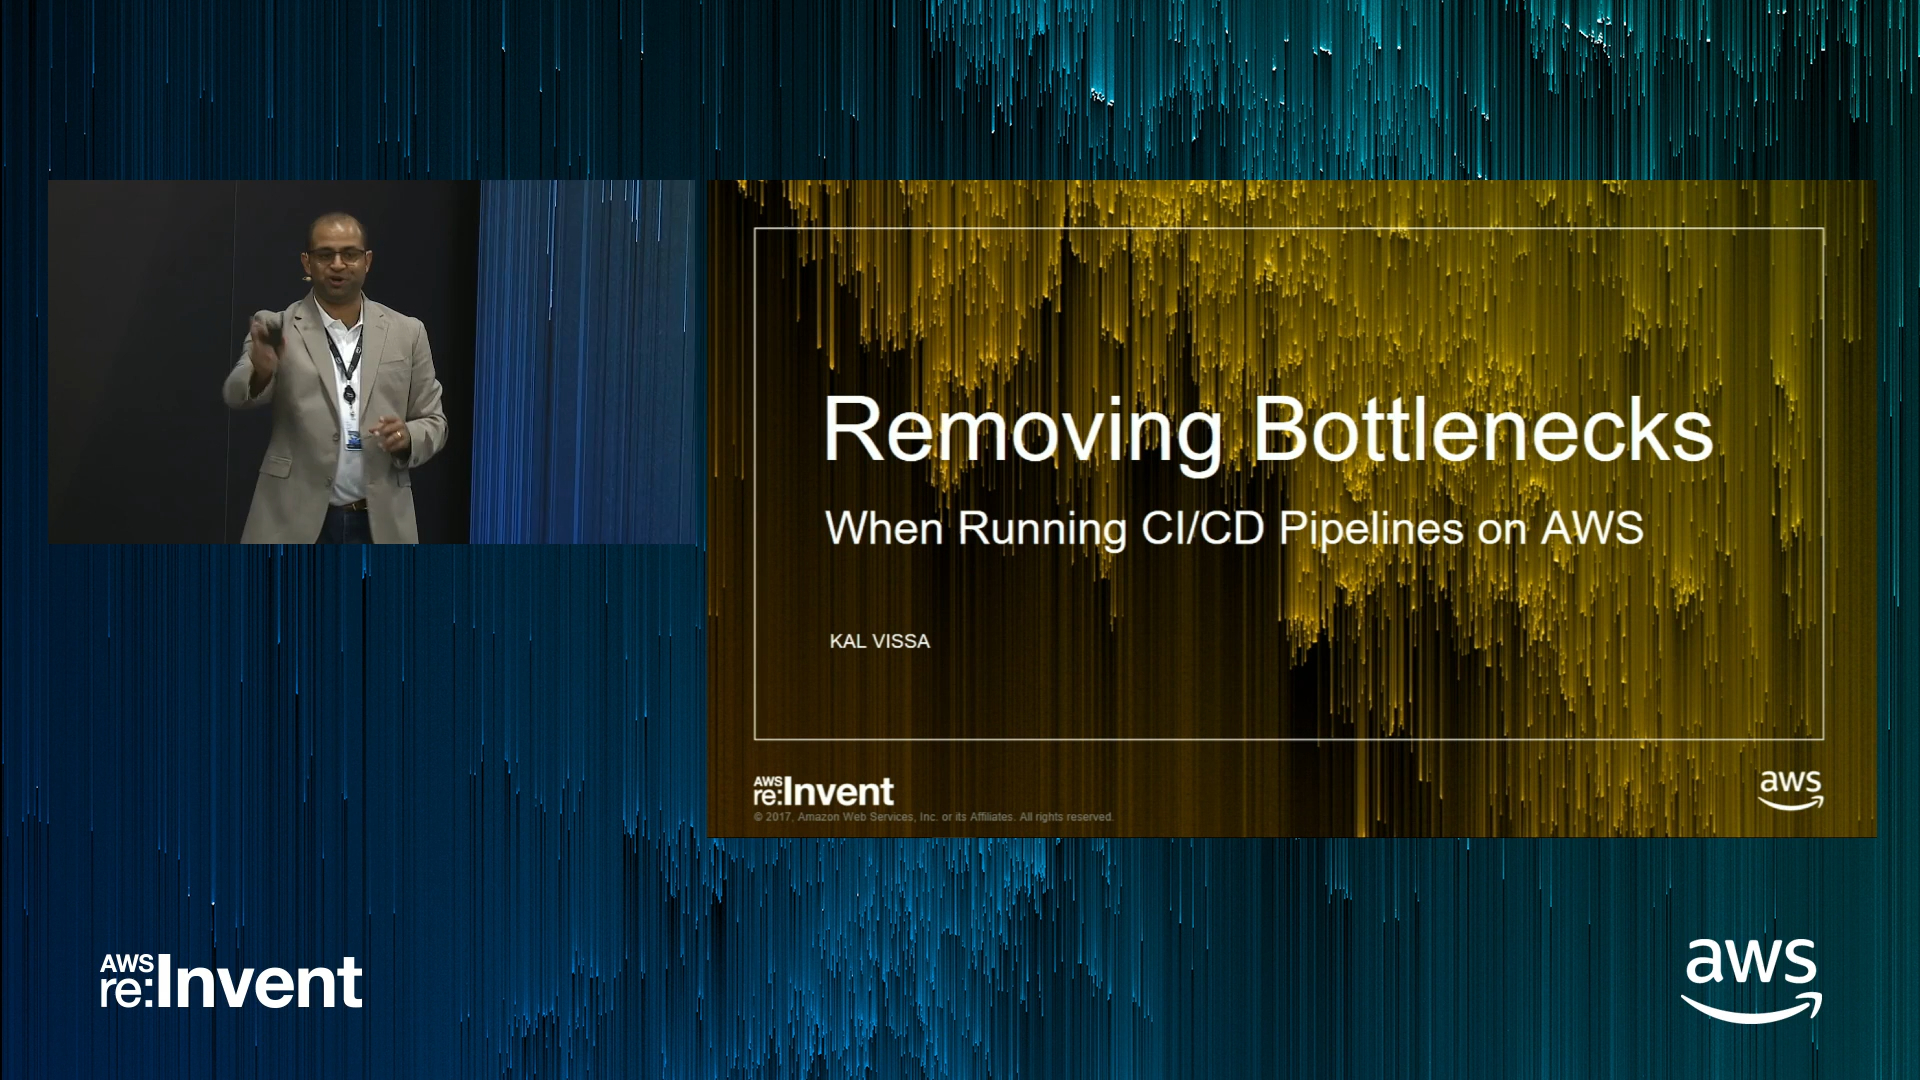 Removing Bottlenecks
When Running CI/CD Pipelines on AWS
KAL VISSA
AWS
re:Invent
aws
© 2017, Amazon Web Services, Inc. or its Affiliates. All rights reserved.
AWS
re:Invent
aws